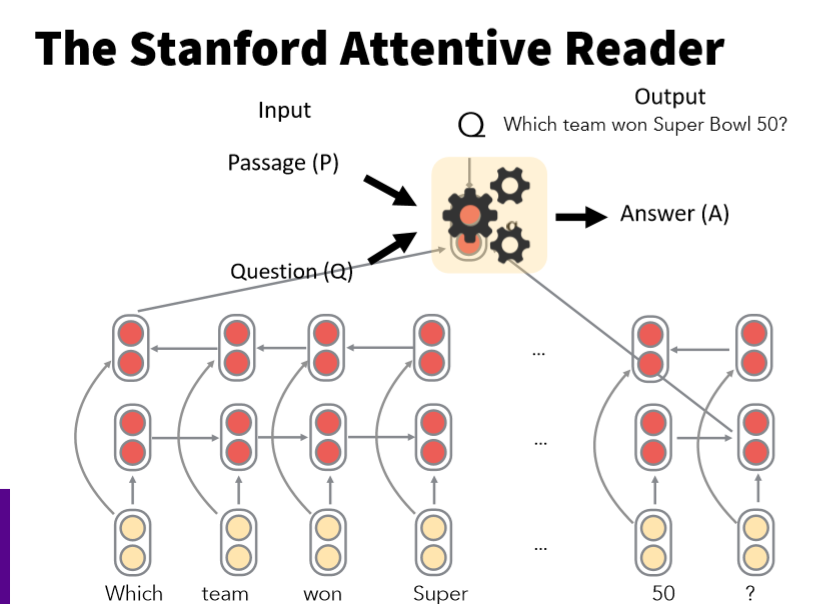 The Stanford Attentive Reader
Input
Output
Q Which team won Super Bowl 50?
Passage (P)
Answer (A)
Question (Q)
...
...
...
Which team won Super 50 ?